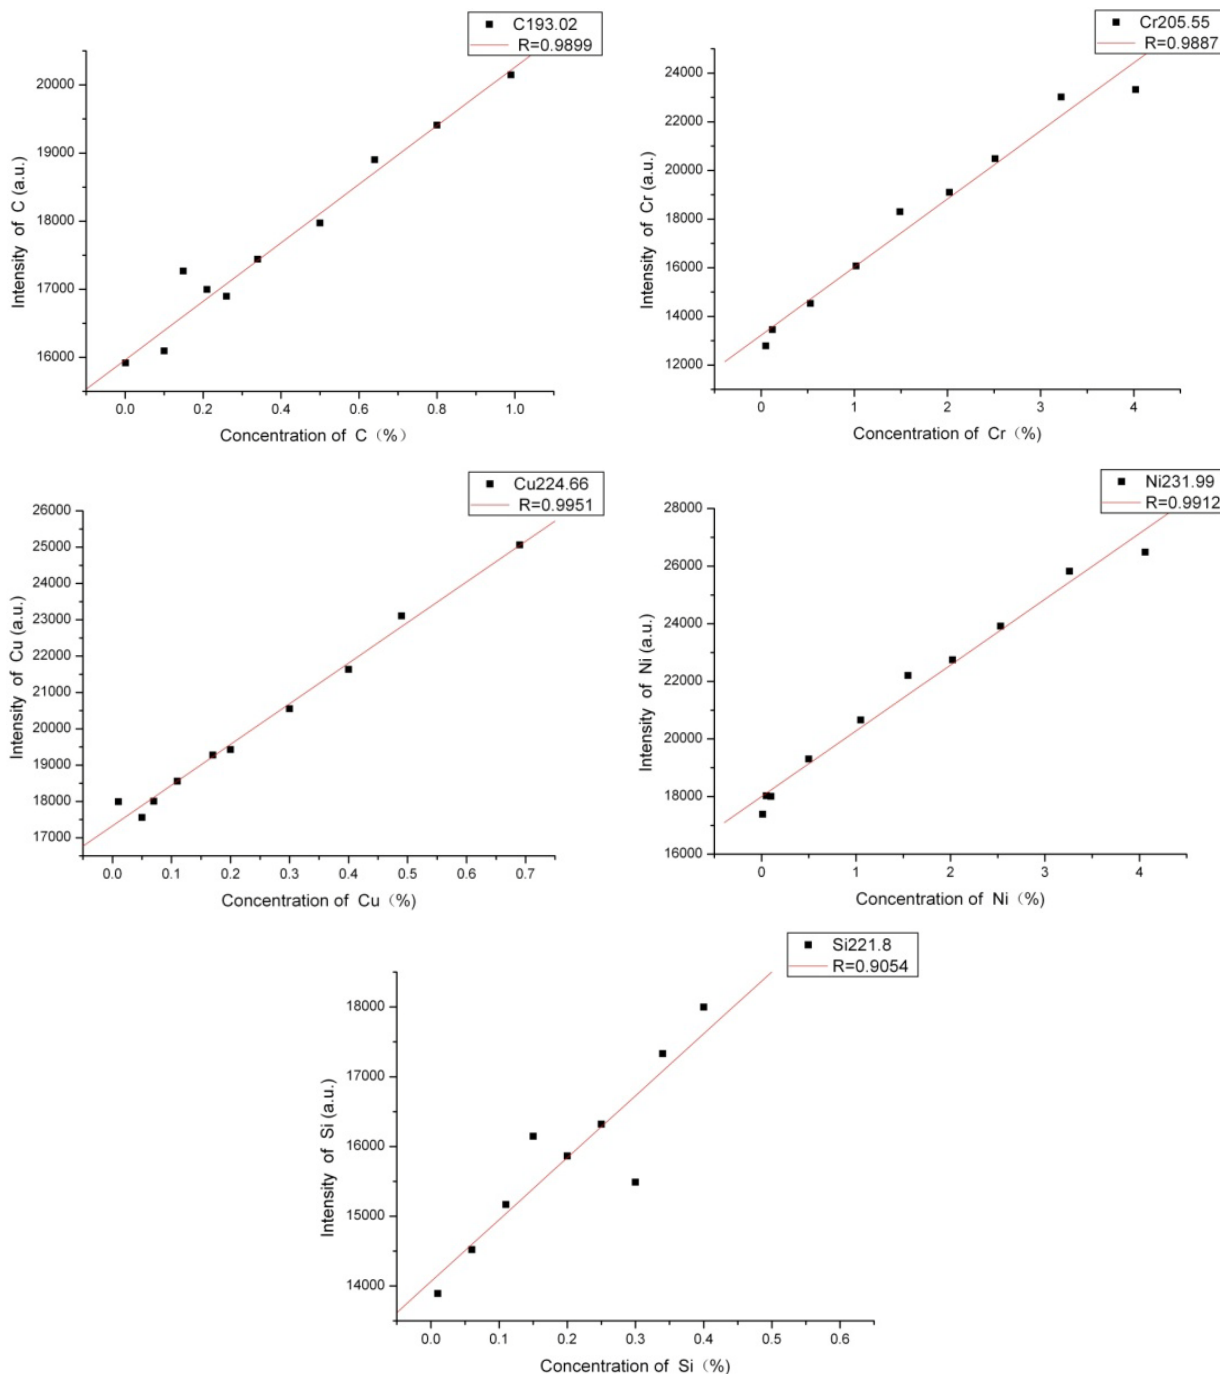 C193.02
R=0.9899
20000
19000
18000
17000
16000
Intensity of C (a.u.)
0.0 0.2 0.4 0.6 0.8 1.0
Concentration of C (%)
Cr205.55
R=0.9887
24000
22000
20000
18000
16000
14000
12000
Intensity of Cr (a.u.)
0 1 2 3 4
Concentration of Cr (%)
Cu224.66
R=0.9951
26000
25000
24000
23000
22000
21000
20000
19000
18000
17000
Intensity of Cu (a.u.)
0.0 0.1 0.2 0.3 0.4 0.5 0.6 0.7
Concentration of Cu (%)
Ni231.99
R=0.9912
28000
26000
24000
22000
20000
18000
16000
Intensity of Ni (a.u.)
0 1 2 3 4
Concentration of Ni (%)
Si221.8
R=0.9054
18000
17000
16000
15000
14000
Intensity of Si (a.u.)
0.0 0.1 0.2 0.3 0.4 0.5 0.6
Concentration of Si (%)